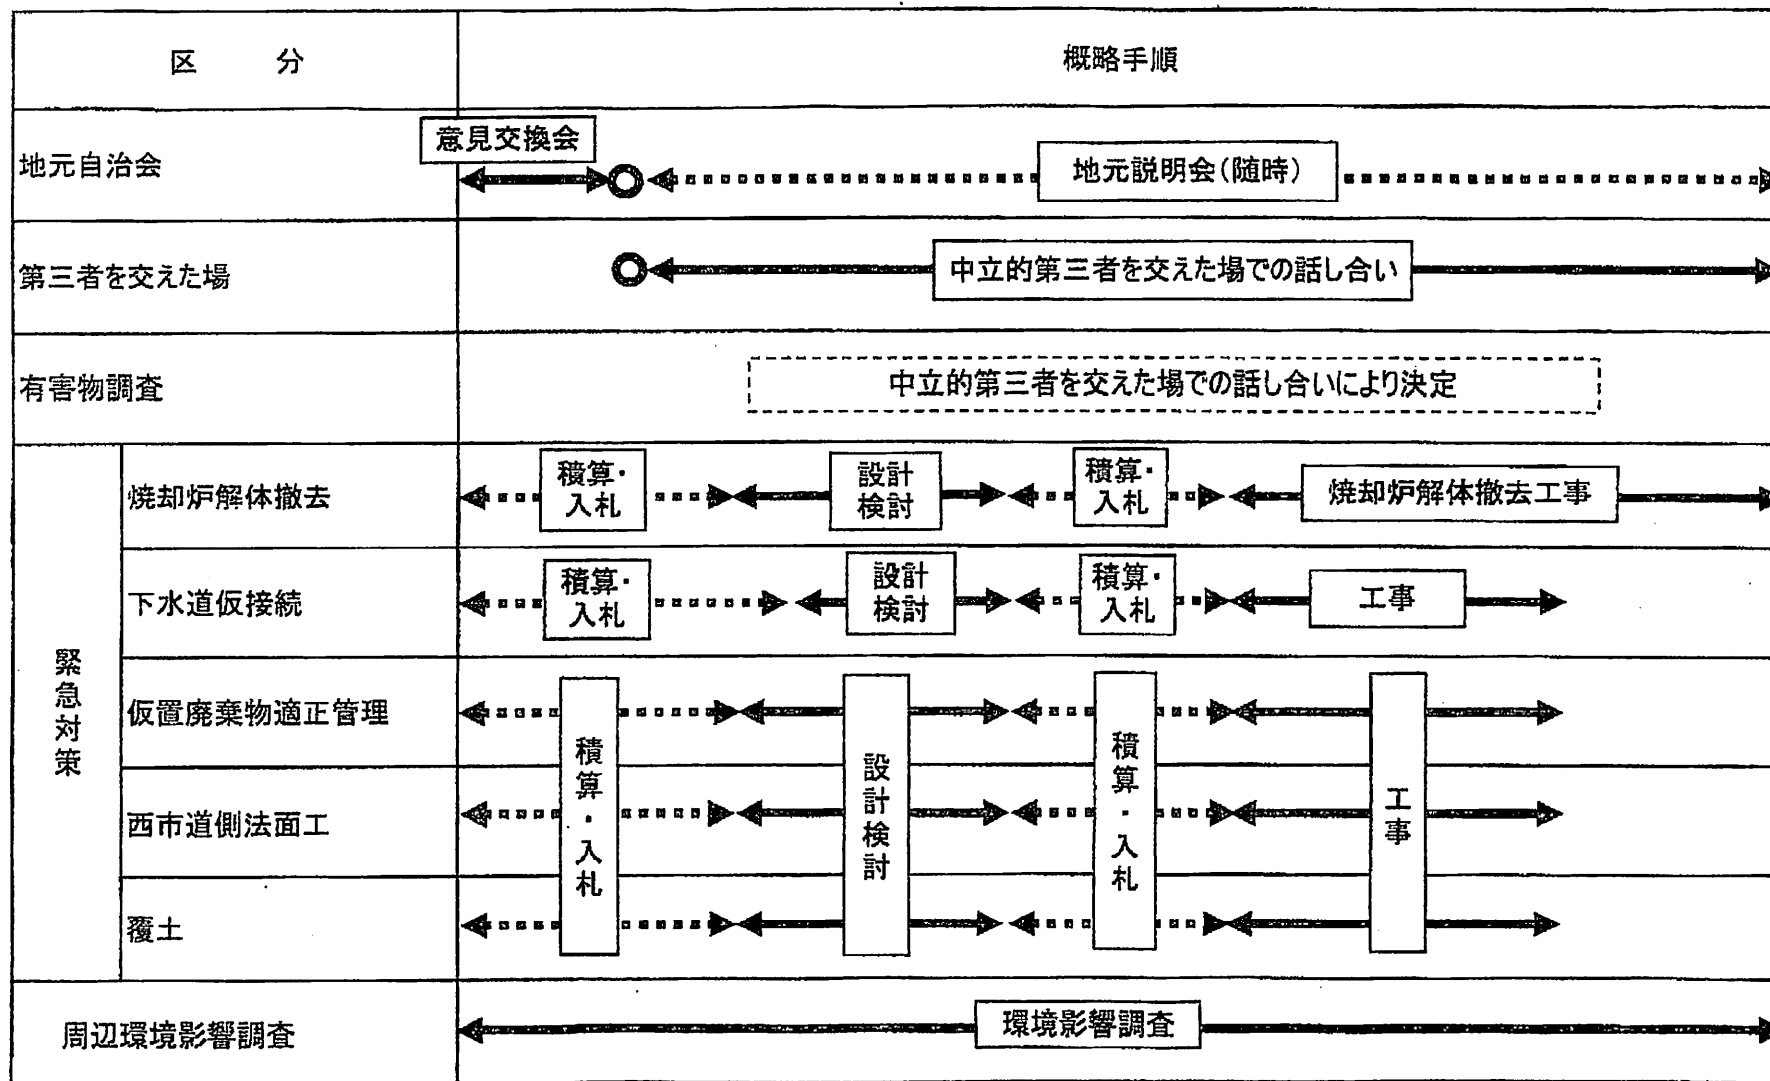 区　分
概略手順
地元自治会
意見交換会
地元説明会(随時)
第三者を交えた場
中立的第三者を交えた場での話し合い
有害物調査
中立的第三者を交えた場での話し合いにより決定
緊急対策
焼却炉解体撤去
積算・
入札
設計
検討
積算・
入札
焼却炉解体撤去工事
下水道仮接続
積算・
入札
設計
検討
積算・
入札
工事
仮置廃棄物適正管理
西市道側法面工
覆土
積算・入札
設計検討
積算・入札
工事
周辺環境影響調査
環境影響調査